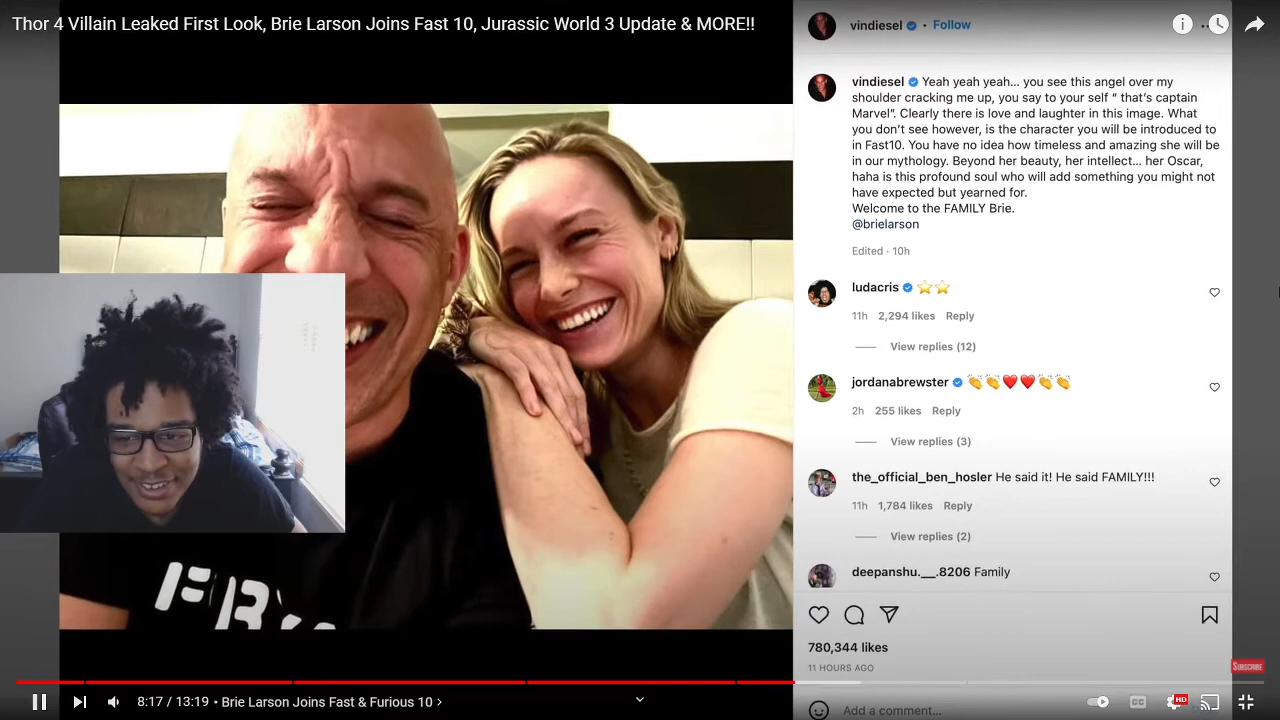 Thor 4 Villain Leaked First Look, Brie Larson Joins Fast 10, Jurassic World 3 Update & MORE!!
vindiesel • Follow
vindiesel Yeah yeah yeah... you see this angel over my
shoulder cracking me up, you say to your self “ that’s captain
Marvel”. Clearly there is love and laughter in this image. What
you don’t see however, is the character you will be introduced to
in Fast10. You have no idea how timeless and amazing she will be
in our mythology. Beyond her beauty, her intellect... her Oscar,
haha is this profound soul who will add something you might not
have expected but yearned for.
Welcome to the FAMILY Brie.
@brielarson
Edited · 10h
ludacris ⭐⭐
11h 2,294 likes Reply
View replies (12)
jordanabrewster 👏👏❤️❤️👏👏
2h 255 likes Reply
View replies (3)
the_official_ben_hosler He said it! He said FAMILY!!!
11h 1,784 likes Reply
View replies (2)
deepanshu.__.8206 Family
780,344 likes
11 HOURS AGO
SUBSCRIBE
8:17 / 13:19 • Brie Larson Joins Fast & Furious 10 >
CC
HD
Add a comment...